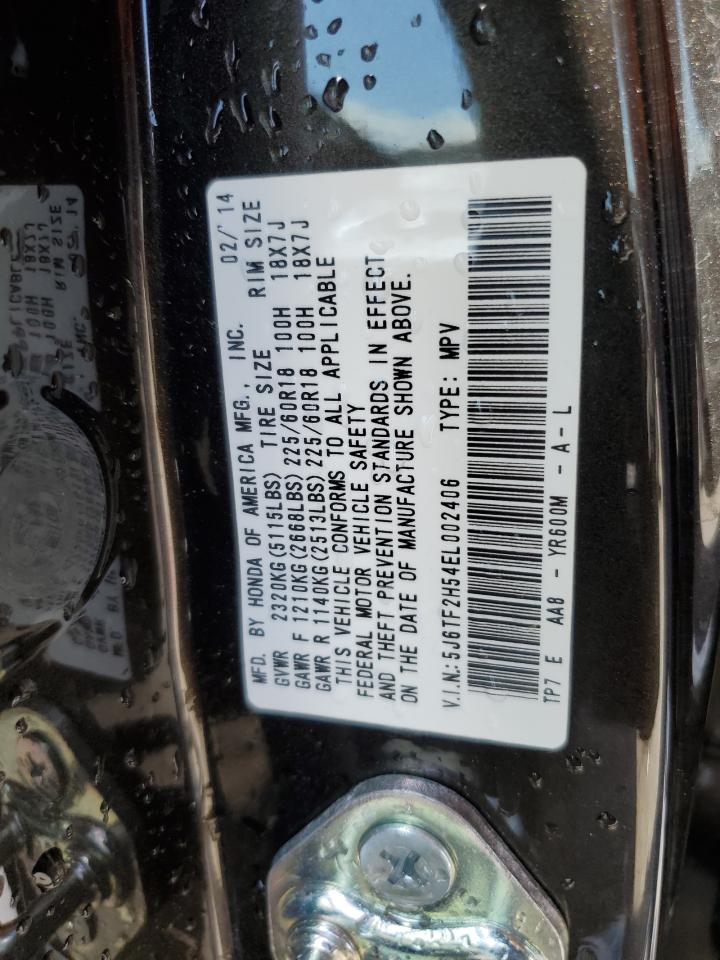 MFD. BY HONDA OF AMERICA MFG., INC. 02/'14
GVWR 2320KG(5115LBS) TIRE SIZE RIM SIZE
GAWR F 1210KG(2668LBS) 225/60R18 100H 18X7J
GAWR R 1140KG(2513LBS) 225/60R18 100H 18X7J
THIS VEHICLE CONFORMS TO ALL APPLICABLE
FEDERAL MOTOR VEHICLE SAFETY
AND THEFT PREVENTION STANDARDS IN EFFECT
ON THE DATE OF MANUFACTURE SHOWN ABOVE.
V.I.N.: 5J6TF2H54EL002406 TYPE: MPV
TP7 E AA8 - YR600M - A - L